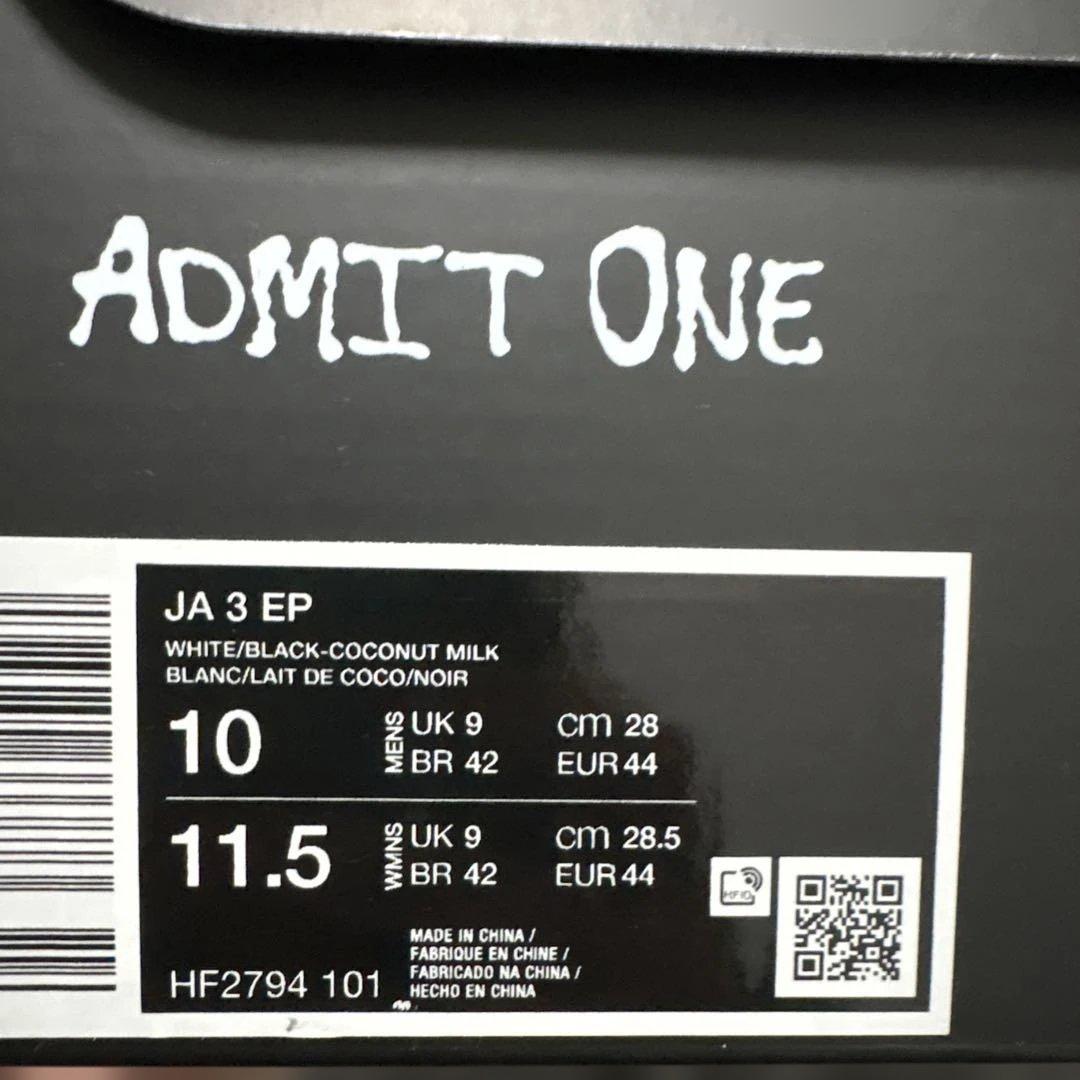 ADMIT ONE
JA 3 EP
WHITE/BLACK-COCONUT MILK
BLANC/LAIT DE COCO/NOIR
10 MENS UK 9 cm 28
BR 42 EUR 44
11.5 WMNS UK 9 cm 28.5
BR 42 EUR 44
HFID
MADE IN CHINA /
FABRIQUE EN CHINE /
FABRICADO NA CHINA /
HF2794 101 HECHO EN CHINA